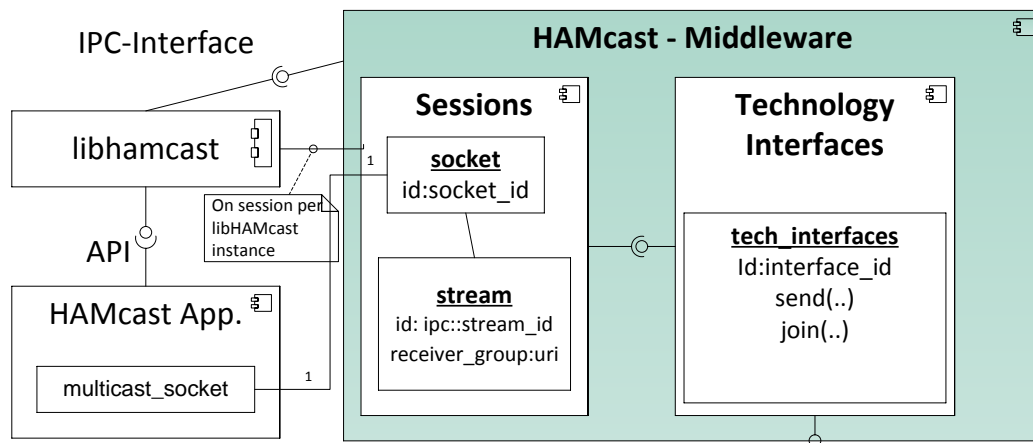 IPC-Interface
HAMcast - Middleware
libhamcast
Sessions
Technology
Interfaces
1
socket
id:socket_id
On session per
libHAMcast
instance
API
tech_interfaces
Id:interface_id
send(..)
join(..)
stream
id: ipc::stream_id
receiver_group:uri
HAMcast App.
multicast_socket
1